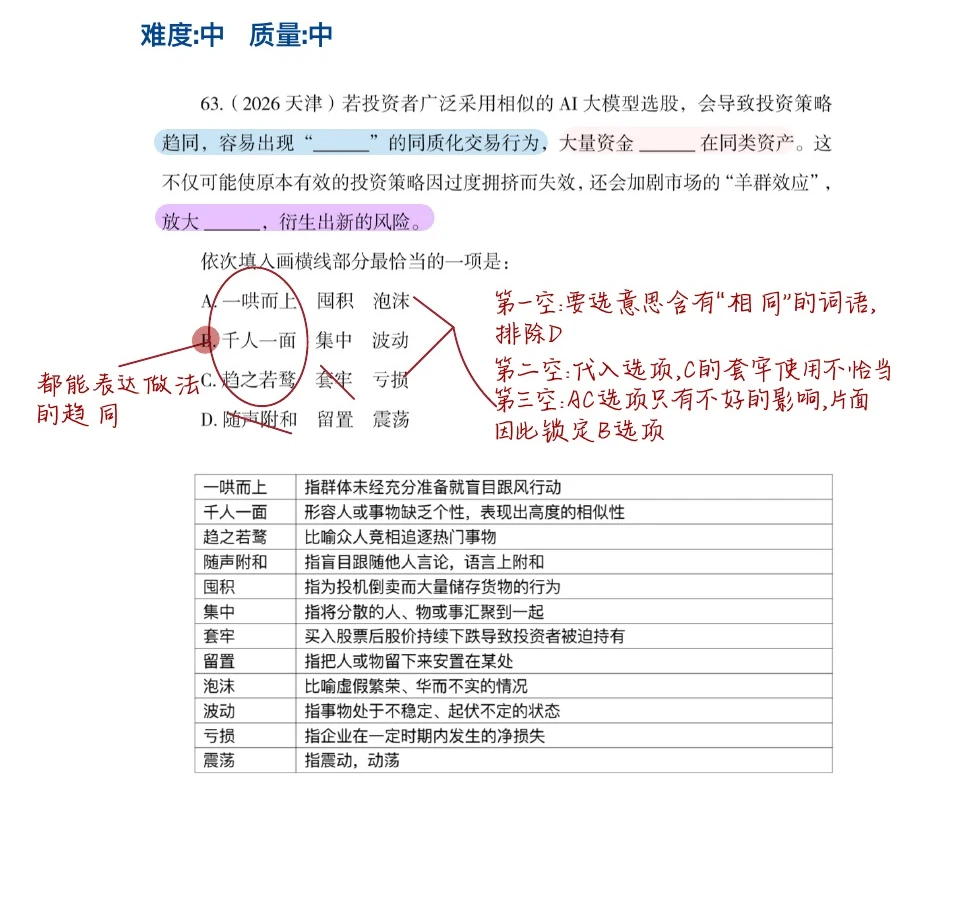 难度:中 质量:中
63.（2026 天津）若投资者广泛采用相似的 AI 大模型选股，会导致投资策略
趋同，容易出现“______”的同质化交易行为，大量资金 ______ 在同类资产。这
不仅可能使原本有效的投资策略因过度拥挤而失效，还会加剧市场的“羊群效应”，
放大 ______，衍生出新的风险。
依次填入画横线部分最恰当的一项是：
A. 一哄而上 囤积 泡沫
B. 千人一面 集中 波动
C. 趋之若鹜 套牢 亏损
D. 随声附和 留置 震荡
都能表达做法
的趋同
第一空:要选意思含有“相同”的词语,
排除D
第二空:代入选项,C的套牢使用不恰当
第三空:AC选项只有不好的影响,片面
因此锁定B选项
一哄而上 指群体未经充分准备就盲目跟风行动
千人一面 形容人或事物缺乏个性，表现出高度的相似性
趋之若鹜 比喻众人竞相追逐热门事物
随声附和 指盲目跟随他人言论，语言上附和
囤积 指为投机倒卖而大量储存货物的行为
集中 指将分散的人、物或事汇聚到一起
套牢 买入股票后股价持续下跌导致投资者被迫持有
留置 指把人或物留下来安置在某处
泡沫 比喻虚假繁荣、华而不实的情况
波动 指事物处于不稳定、起伏不定的状态
亏损 指企业在一定时期内发生的净损失
震荡 指震动，动荡